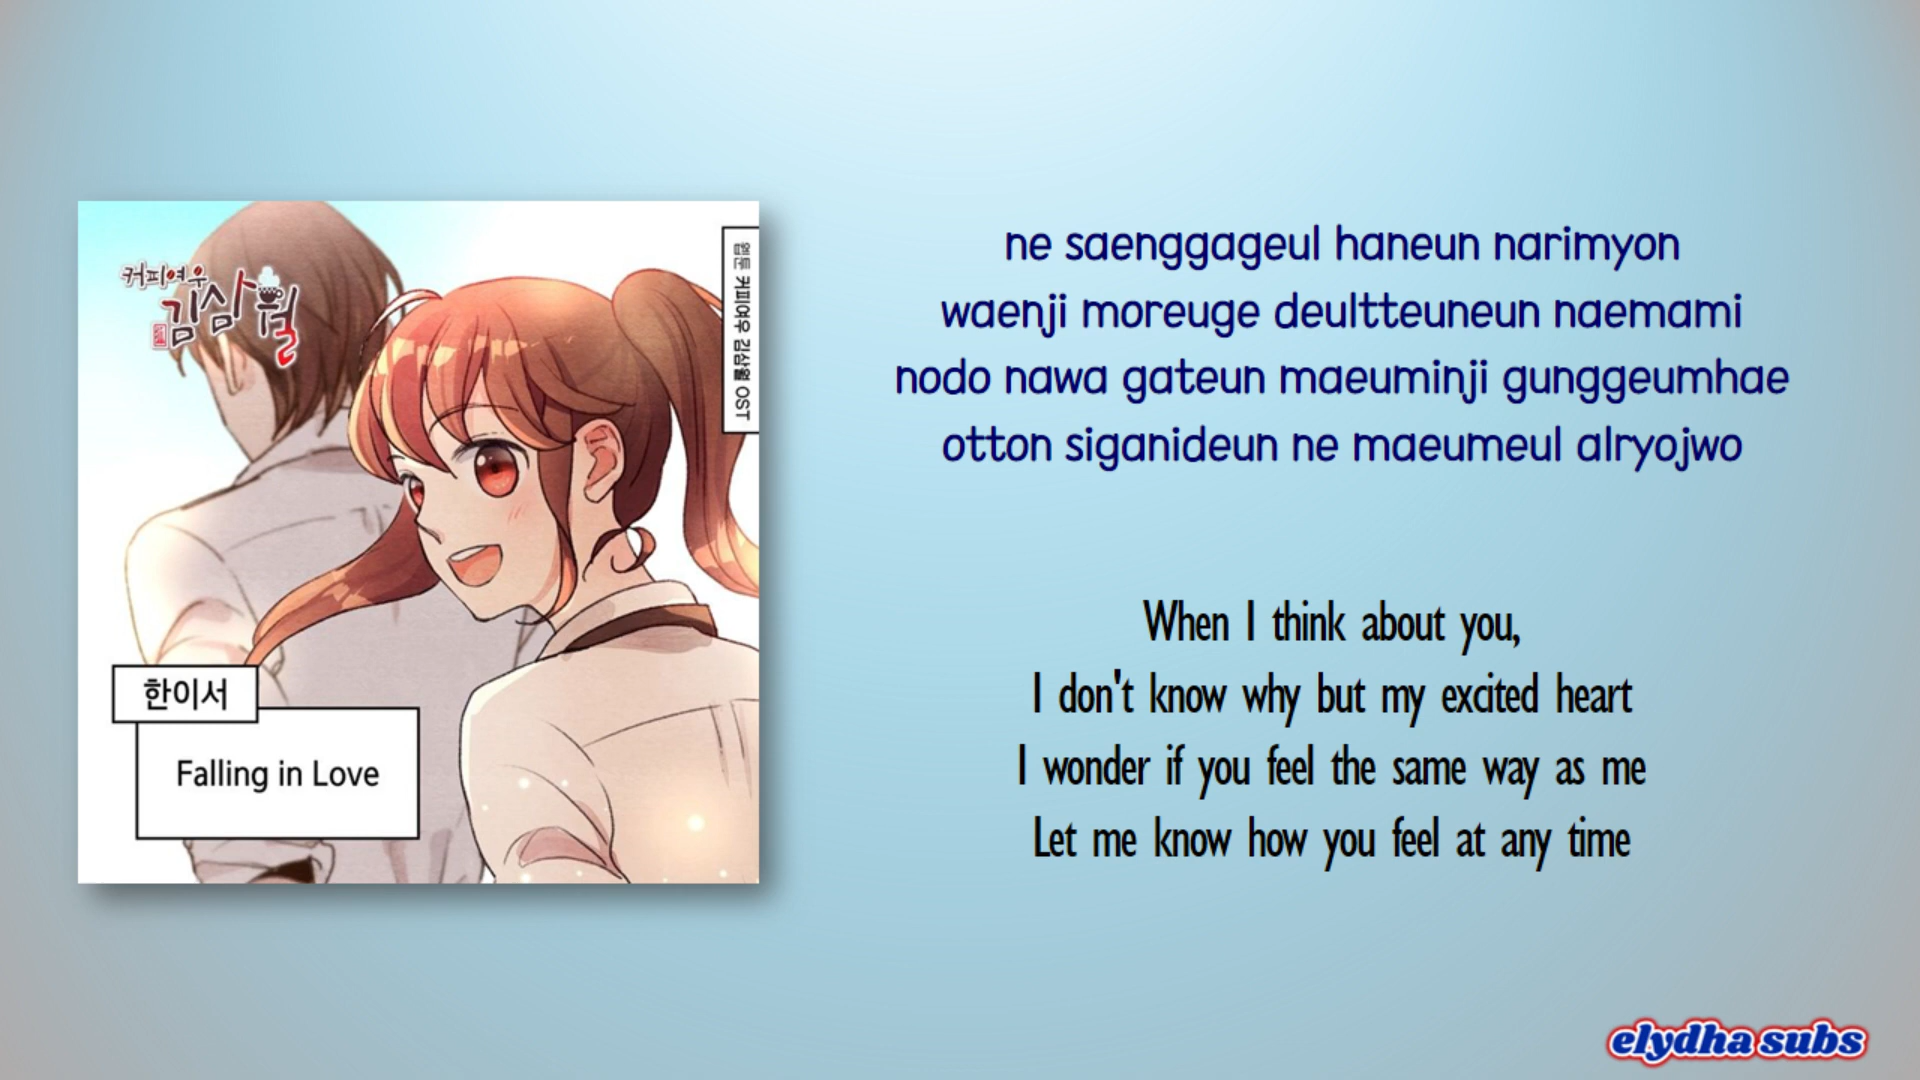 커피여우
김삼월
웹툰 커피여우 김삼월 OST
한이서
Falling in Love
ne saenggageul haneun narimyon
waenji moreuge deultteuneun naemami
nodo nawa gateun maeuminji gunggeumhae
otton siganideun ne maeumeul alryojwo
When I think about you,
I don't know why but my excited heart
I wonder if you feel the same way as me
Let me know how you feel at any time
elydha subs